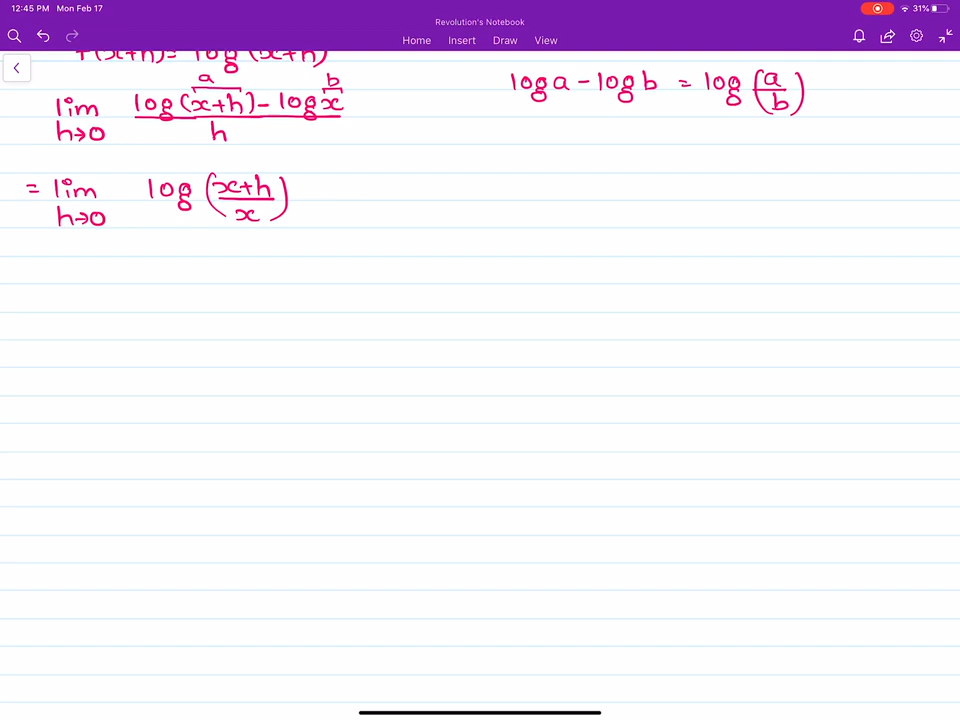 12:45 PM Mon Feb 17
31%
Revolution's Notebook
Home Insert Draw View
f(x+h)= log (x+h)
a b
lim log(x+h)- log x
h→0 h
log a - log b = log (a/b)
= lim log (x+h/x)
h→0